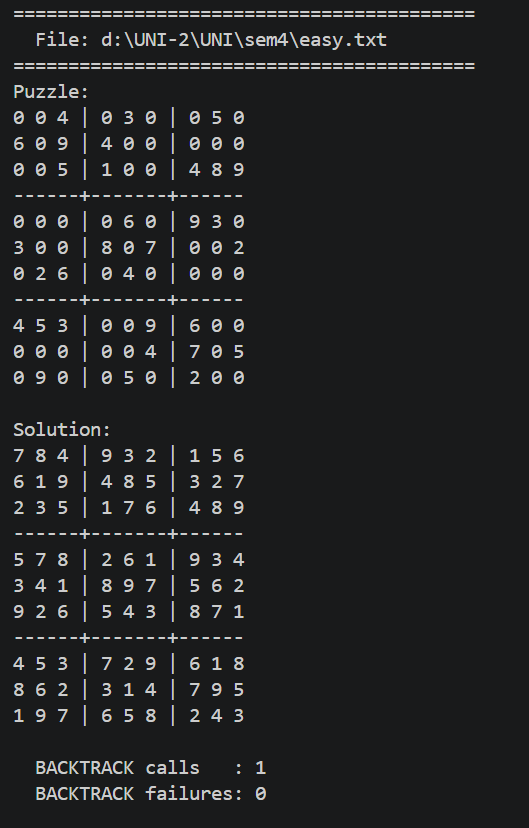 ==========================================
  File: d:\UNI-2\UNI\sem4\easy.txt
==========================================
Puzzle:
0 0 4 | 0 3 0 | 0 5 0
6 0 9 | 4 0 0 | 0 0 0
0 0 5 | 1 0 0 | 4 8 9
------+-------+------
0 0 0 | 0 6 0 | 9 3 0
3 0 0 | 8 0 7 | 0 0 2
0 2 6 | 0 4 0 | 0 0 0
------+-------+------
4 5 3 | 0 0 9 | 6 0 0
0 0 0 | 0 0 4 | 7 0 5
0 9 0 | 0 5 0 | 2 0 0

Solution:
7 8 4 | 9 3 2 | 1 5 6
6 1 9 | 4 8 5 | 3 2 7
2 3 5 | 1 7 6 | 4 8 9
------+-------+------
5 7 8 | 2 6 1 | 9 3 4
3 4 1 | 8 9 7 | 5 6 2
9 2 6 | 5 4 3 | 8 7 1
------+-------+------
4 5 3 | 7 2 9 | 6 1 8
8 6 2 | 3 1 4 | 7 9 5
1 9 7 | 6 5 8 | 2 4 3

  BACKTRACK calls   : 1
  BACKTRACK failures: 0